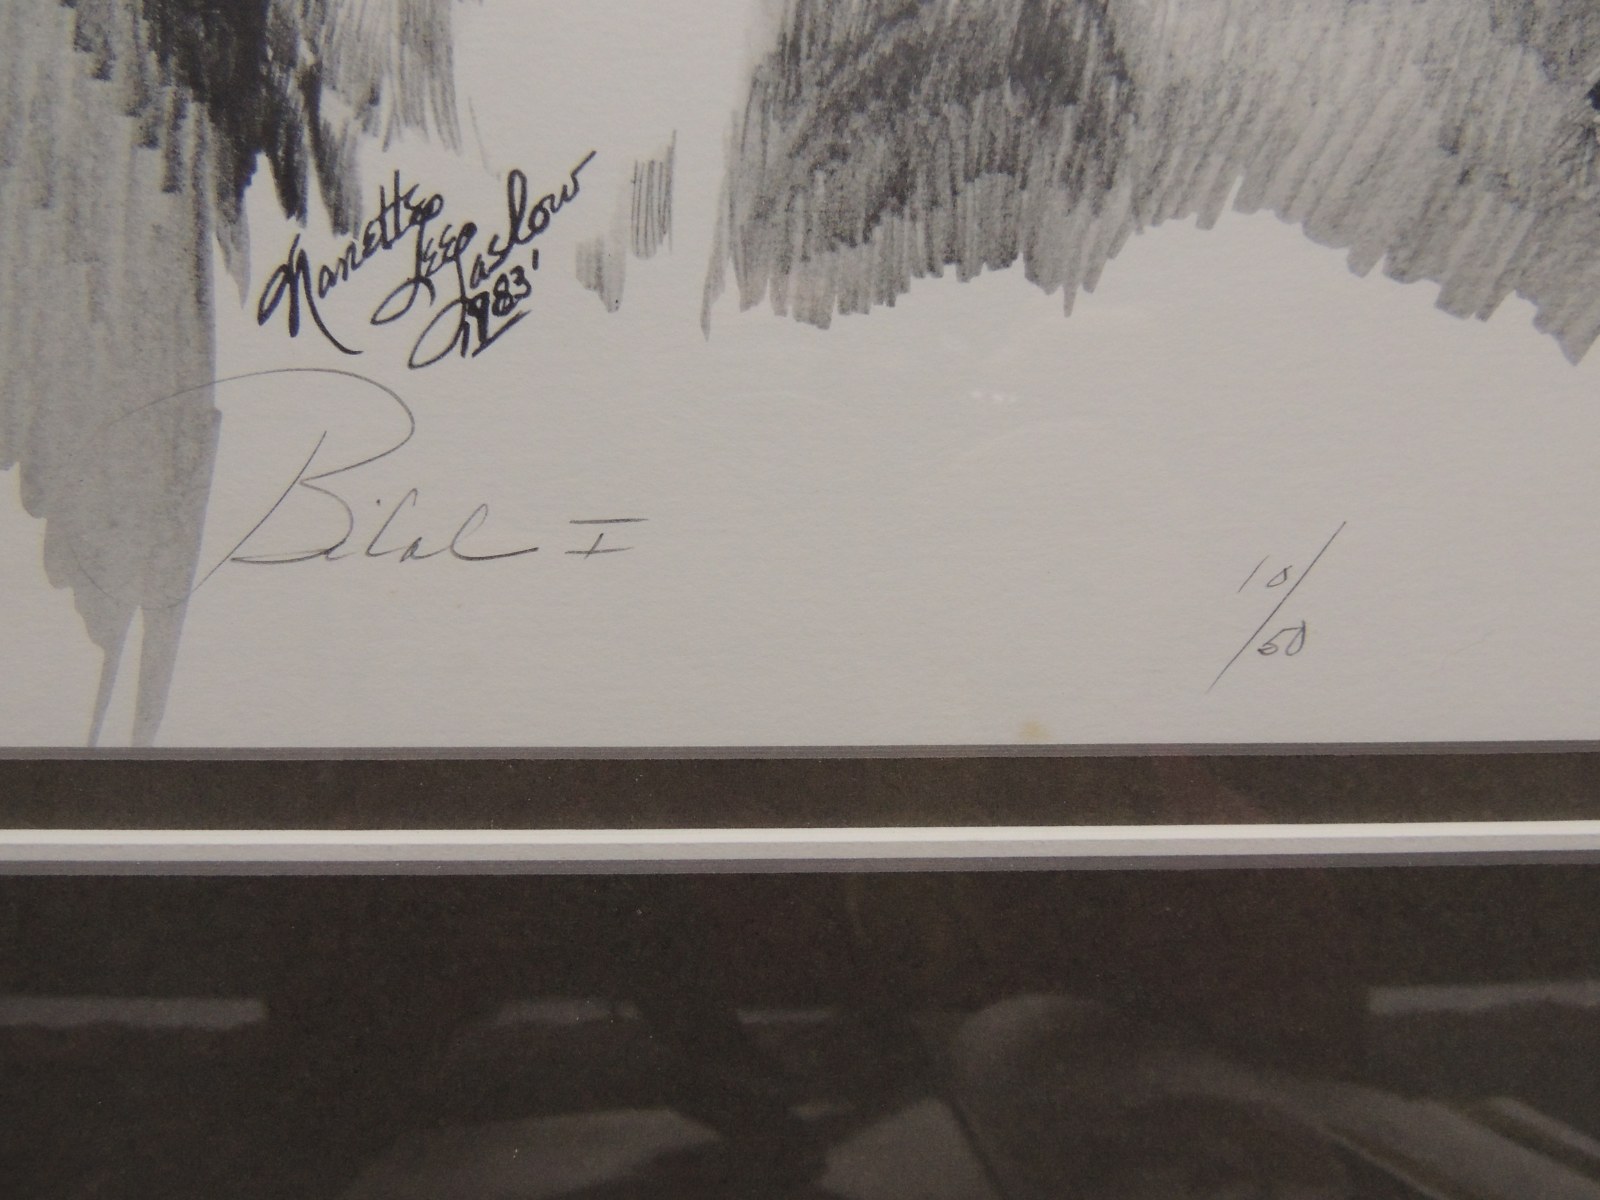 Nanette
Lee
Laslow
1983'
Bilal I
10/50